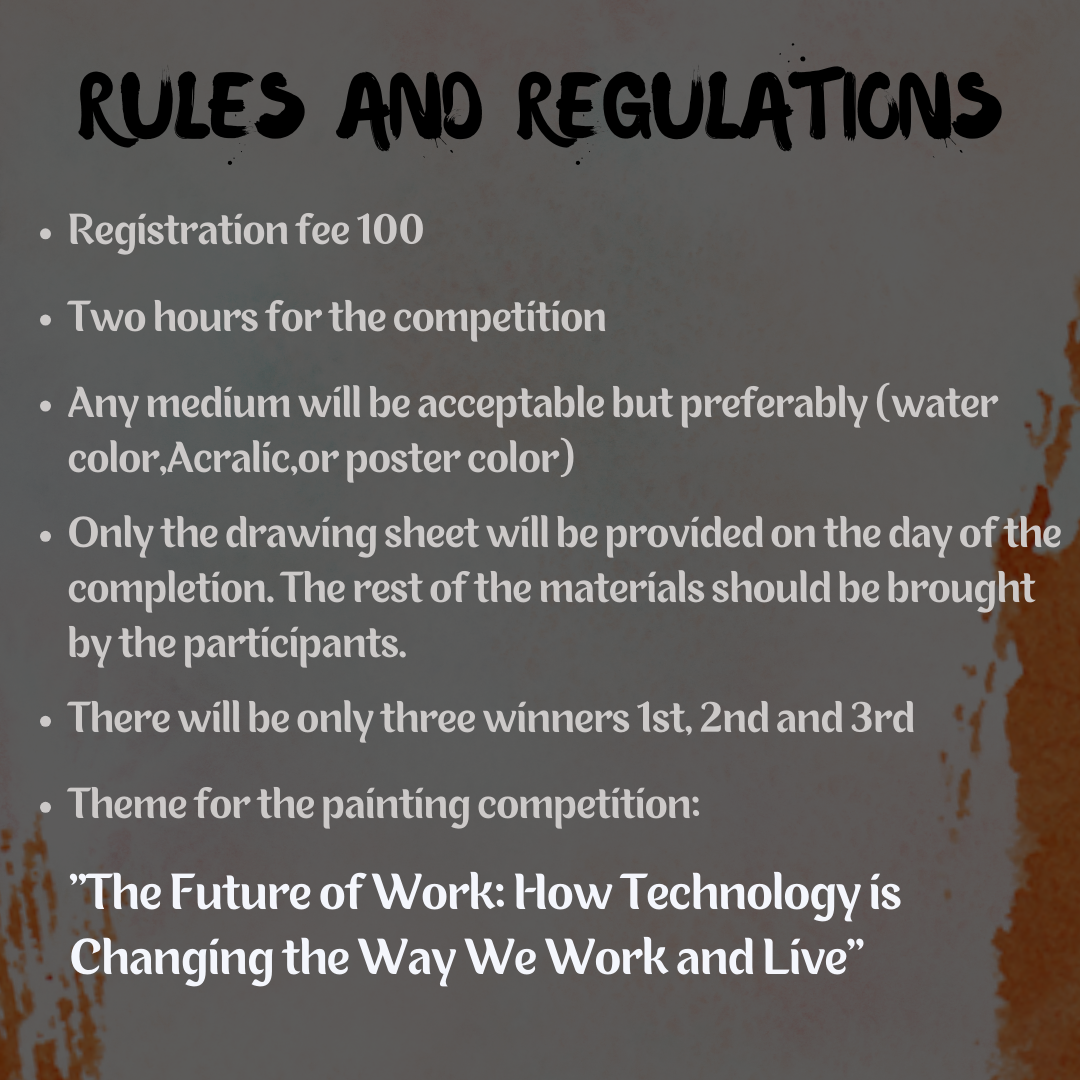 RULES AND REGULATIONS
• Registration fee 100
• Two hours for the competition
• Any medium will be acceptable but preferably (water
color,Acralic,or poster color)
• Only the drawing sheet will be provided on the day of the
completion. The rest of the materials should be brought
by the participants.
• There will be only three winners 1st, 2nd and 3rd
• Theme for the painting competition:
”The Future of Work: How Technology is
Changing the Way We Work and Live”